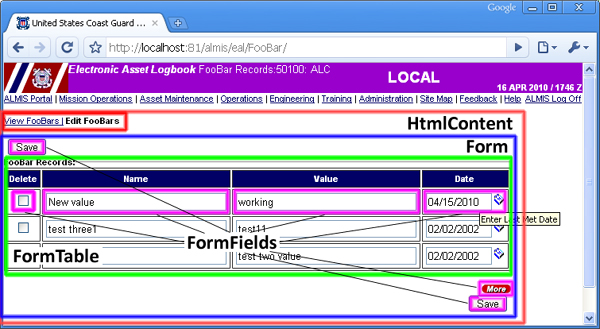 Google
United States Coast Guard ...
http://localhost:81/almis/eal/FooBar/
Electronic Asset Logbook FooBar Records:50100: ALC
LOCAL
16 APR 2010 / 1746 Z
ALMIS Portal | Mission Operations | Asset Maintenance | Operations | Engineering | Training | Administration | Site Map | Feedback | Help ALMIS Log Off
View FooBars | Edit FooBars
HtmlContent
Save
Form
FooBar Records:
Delete Name Value Date
New value working 04/15/2010
Enter Last Met Date
test three1 test11 02/02/2002
FormFields
FormTable
test two value 02/02/2002
More
Save